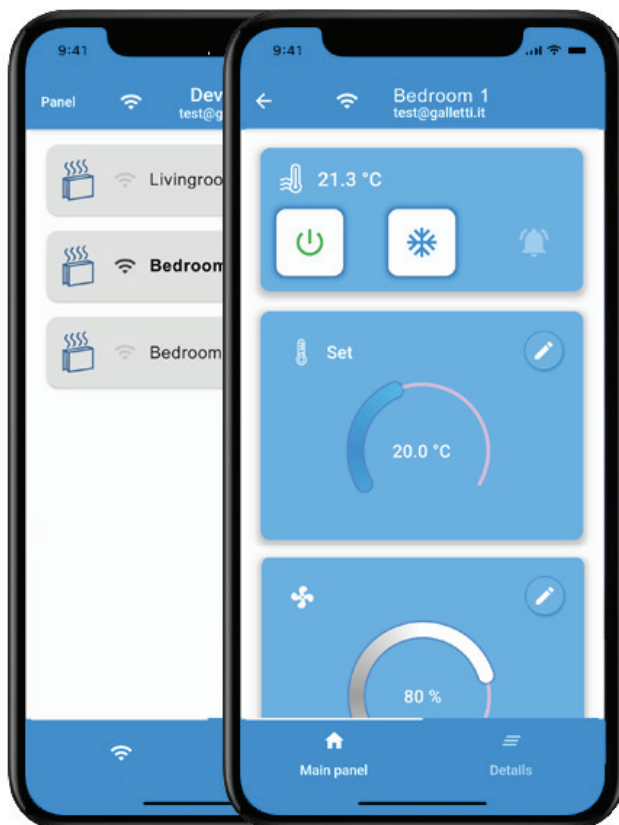 9:41
Panel
Dev
test@g
Livingroo
Bedroom
Bedroom
9:41
Bedroom 1
test@galletti.it
21.3 °C
Set
20.0 °C
80 %
Main panel
Details